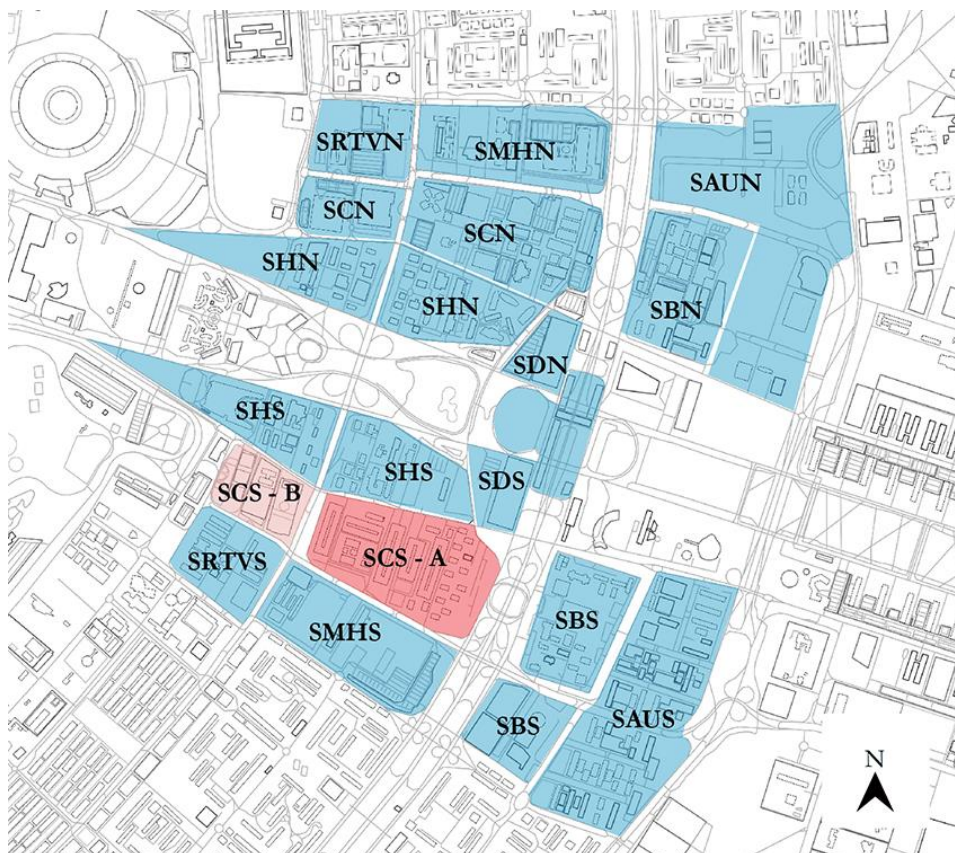 SRTVN
SMHN
SAUN
SCN
SCN
SHN
SHN
SBN
SDN
SHS
SHS
SDS
SCS - B
SCS - A
SRTVS
SMHS
SBS
SBS
SAUS
N